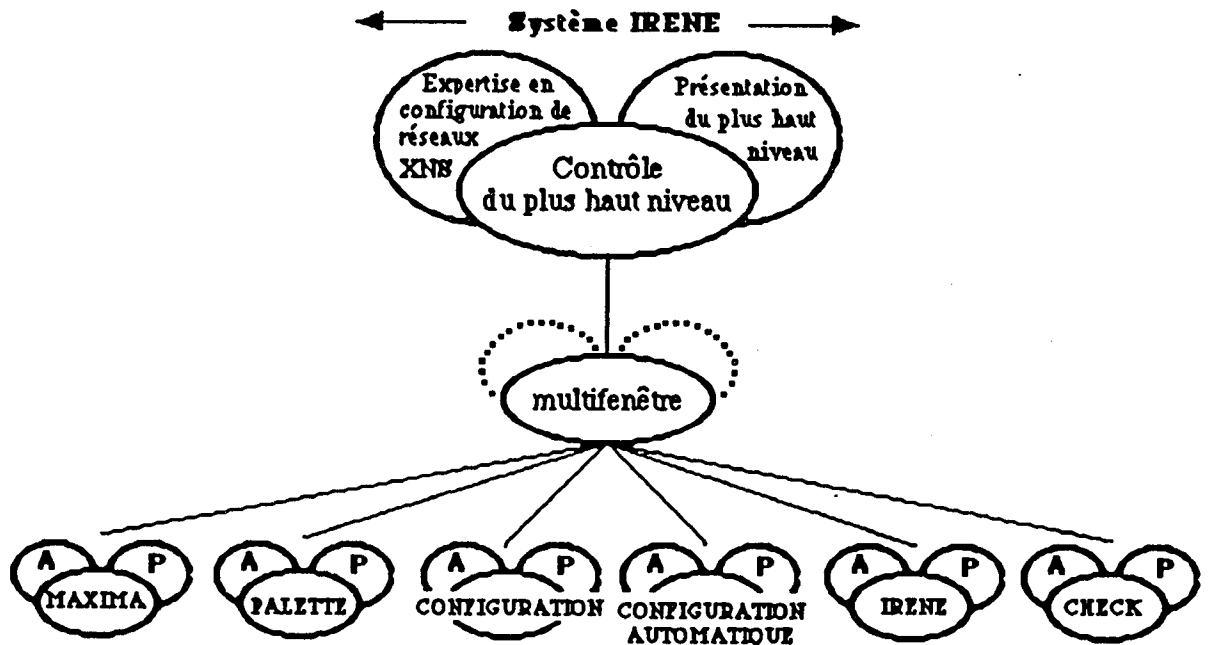 Système IRENE
Expertise en
configuration de
réseaux
XNS
Présentation
du plus haut
niveau
Contrôle
du plus haut niveau
multifenêtre
A P
MAXIMA
A P
PALETTE
A P
CONFIGURATION
A P
CONFIGURATION
AUTOMATIQUE
A P
IRENE
A P
CHECK